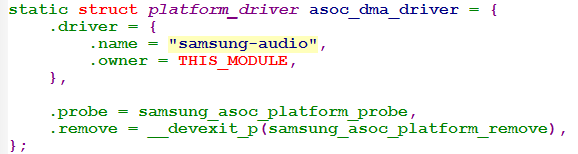 static struct platform_driver asoc_dma_driver = {
    .driver = {
        .name = "samsung-audio",
        .owner = THIS_MODULE,
    },

    .probe = samsung_asoc_platform_probe,
    .remove = __devexit_p(samsung_asoc_platform_remove),
};